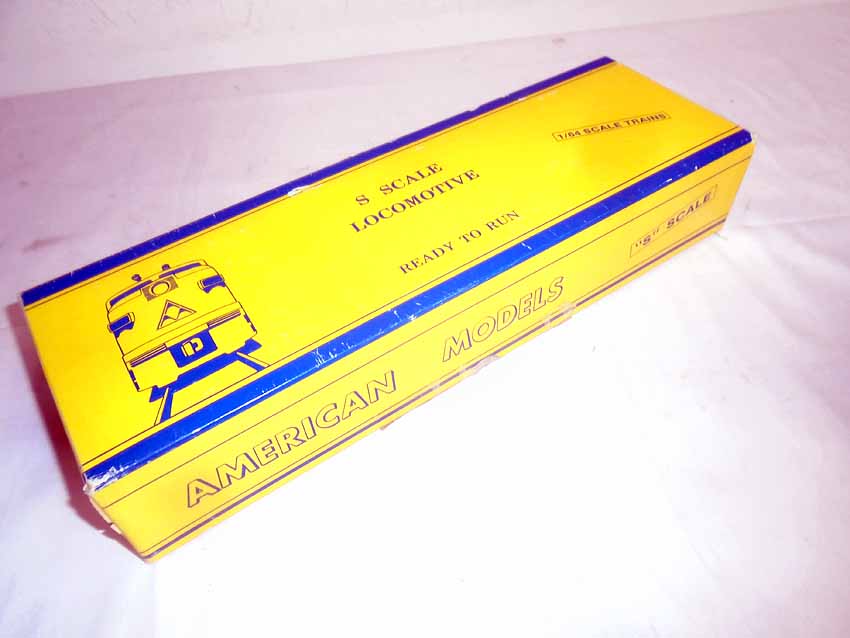 S SCALE
LOCOMOTIVE
READY TO RUN
1/64 SCALE TRAINS
AMERICAN MODELS
"S" SCALE